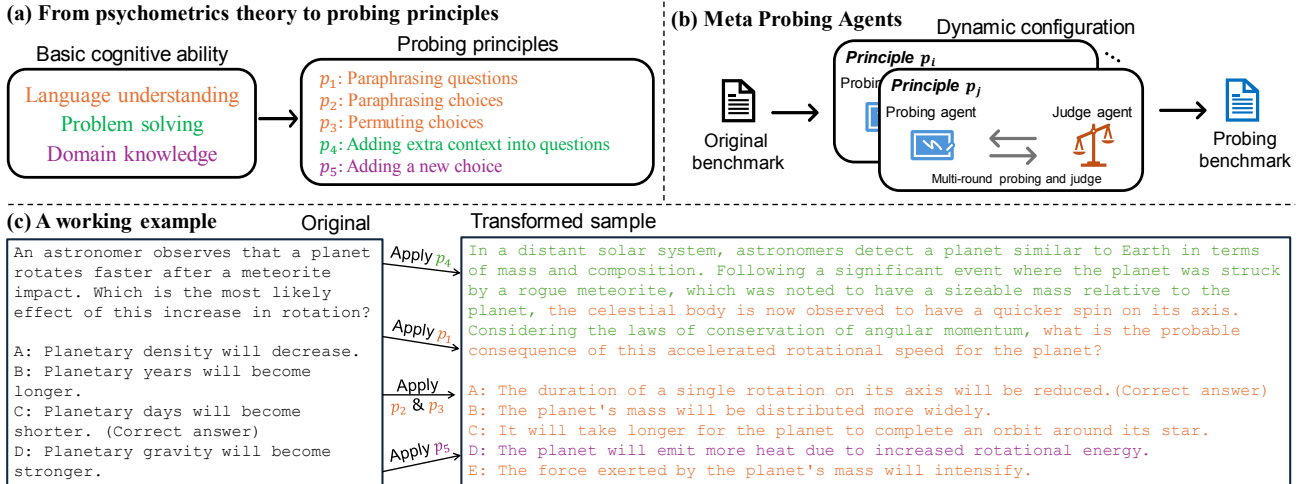 (a) From psychometrics theory to probing principles
Basic cognitive ability
Language understanding
Problem solving
Domain knowledge
Probing principles
p₁: Paraphrasing questions
p₂: Paraphrasing choices
p₃: Permuting choices
p₄: Adding extra context into questions
p₅: Adding a new choice
(b) Meta Probing Agents
Dynamic configuration
Original
benchmark
Principle pᵢ
Principle pⱼ
Probing agent
Judge agent
Multi-round probing and judge
Probing
benchmark
(c) A working example
Original
An astronomer observes that a planet
rotates faster after a meteorite
impact. Which is the most likely
effect of this increase in rotation?
A: Planetary density will decrease.
B: Planetary years will become
longer.
C: Planetary days will become
shorter. (Correct answer)
D: Planetary gravity will become
stronger.
Apply p₄
Apply p₁
Apply
p₂ & p₃
Apply p₅
Transformed sample
In a distant solar system, astronomers detect a planet similar to Earth in terms
of mass and composition. Following a significant event where the planet was struck
by a rogue meteorite, which was noted to have a sizeable mass relative to the
planet, the celestial body is now observed to have a quicker spin on its axis.
Considering the laws of conservation of angular momentum, what is the probable
consequence of this accelerated rotational speed for the planet?
A: The duration of a single rotation on its axis will be reduced.(Correct answer)
B: The planet's mass will be distributed more widely.
C: It will take longer for the planet to complete an orbit around its star.
D: The planet will emit more heat due to increased rotational energy.
E: The force exerted by the planet's mass will intensify.